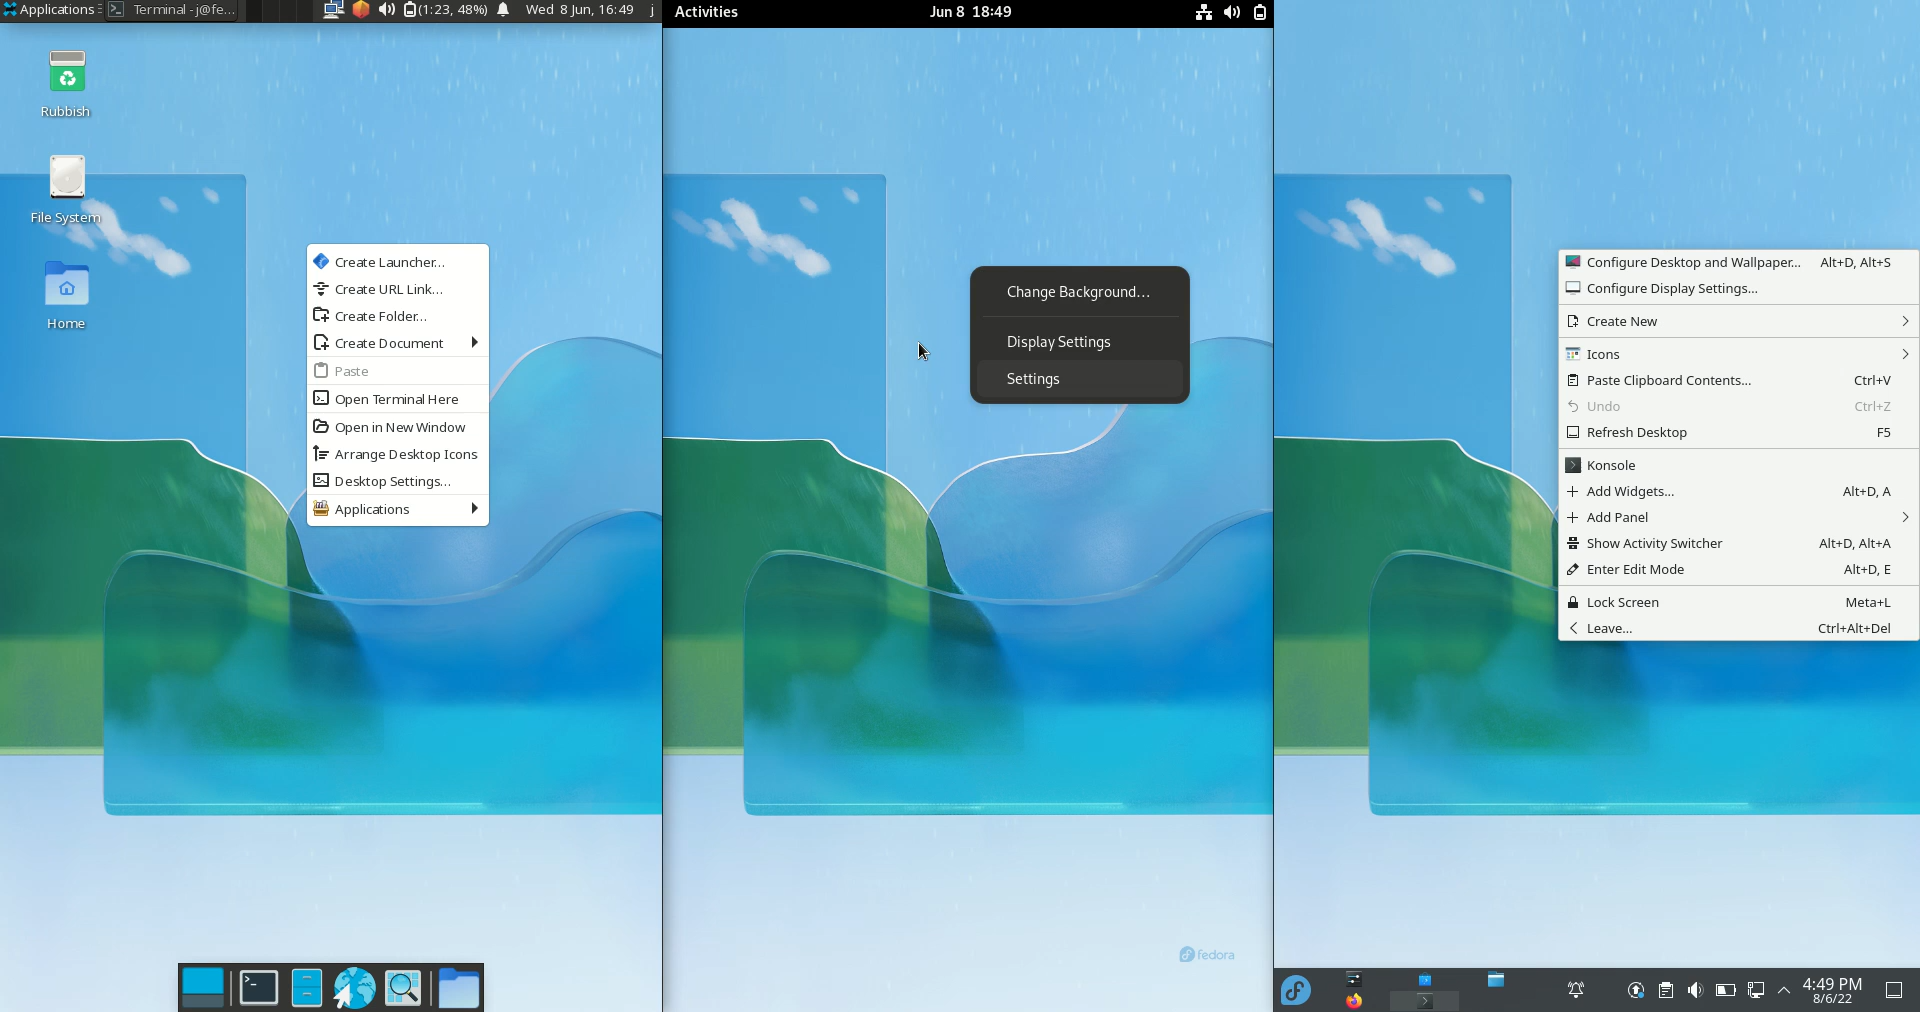 Applications
Terminal - j@fe...
(1:23, 48%)
Wed 8 Jun, 16:49
j
Rubbish
File System
Home
Create Launcher...
Create URL Link...
Create Folder...
Create Document
Paste
Open Terminal Here
Open in New Window
Arrange Desktop Icons
Desktop Settings...
Applications
Activities
Jun 8 18:49
Change Background...
Display Settings
Settings
fedora
Configure Desktop and Wallpaper... Alt+D, Alt+S
Configure Display Settings...
Create New
Icons
Paste Clipboard Contents... Ctrl+V
Undo Ctrl+Z
Refresh Desktop F5
Konsole
Add Widgets... Alt+D, A
Add Panel
Show Activity Switcher Alt+D, Alt+A
Enter Edit Mode Alt+D, E
Lock Screen Meta+L
Leave... Ctrl+Alt+Del
4:49 PM
8/6/22